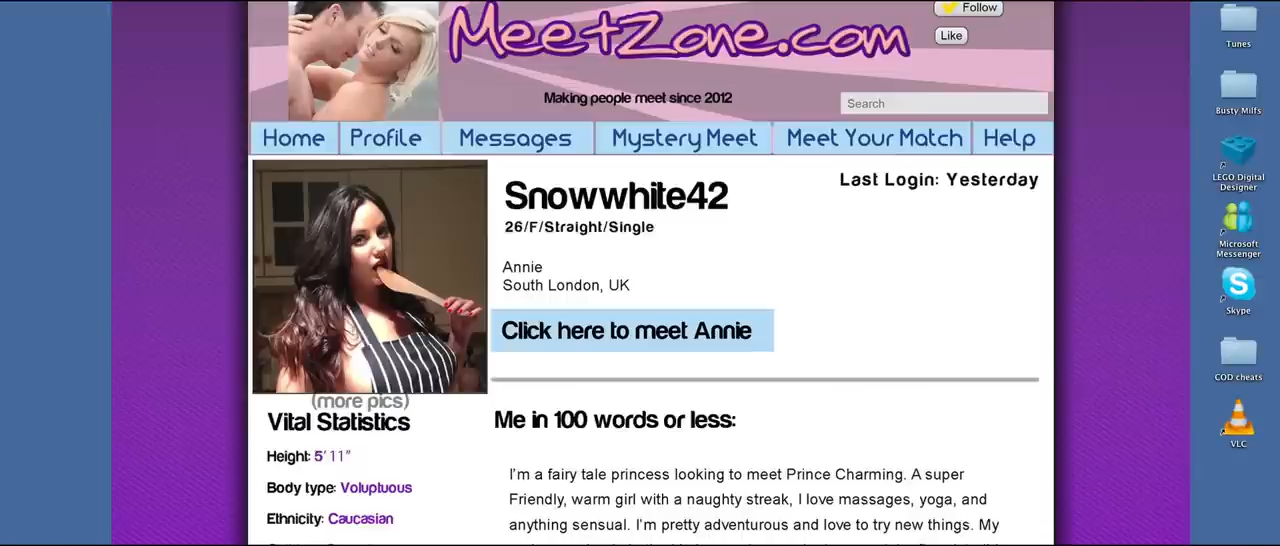 MeetZone.com
Follow
Like
Making people meet since 2012
Search
Home Profile Messages Mystery Meet Meet Your Match Help
Snowwhite42
Last Login: Yesterday
26/F/Straight/Single
Annie
South London, UK
Click here to meet Annie
(more pics)
Vital Statistics
Height: 5' 11"
Body type: Voluptuous
Ethnicity: Caucasian
Me in 100 words or less:
I'm a fairy tale princess looking to meet Prince Charming. A super
Friendly, warm girl with a naughty streak, I love massages, yoga, and
anything sensual. I'm pretty adventurous and love to try new things. My
Tunes
Busty Milfs
LEGO Digital
Designer
Microsoft
Messenger
Skype
COD cheats
VLC